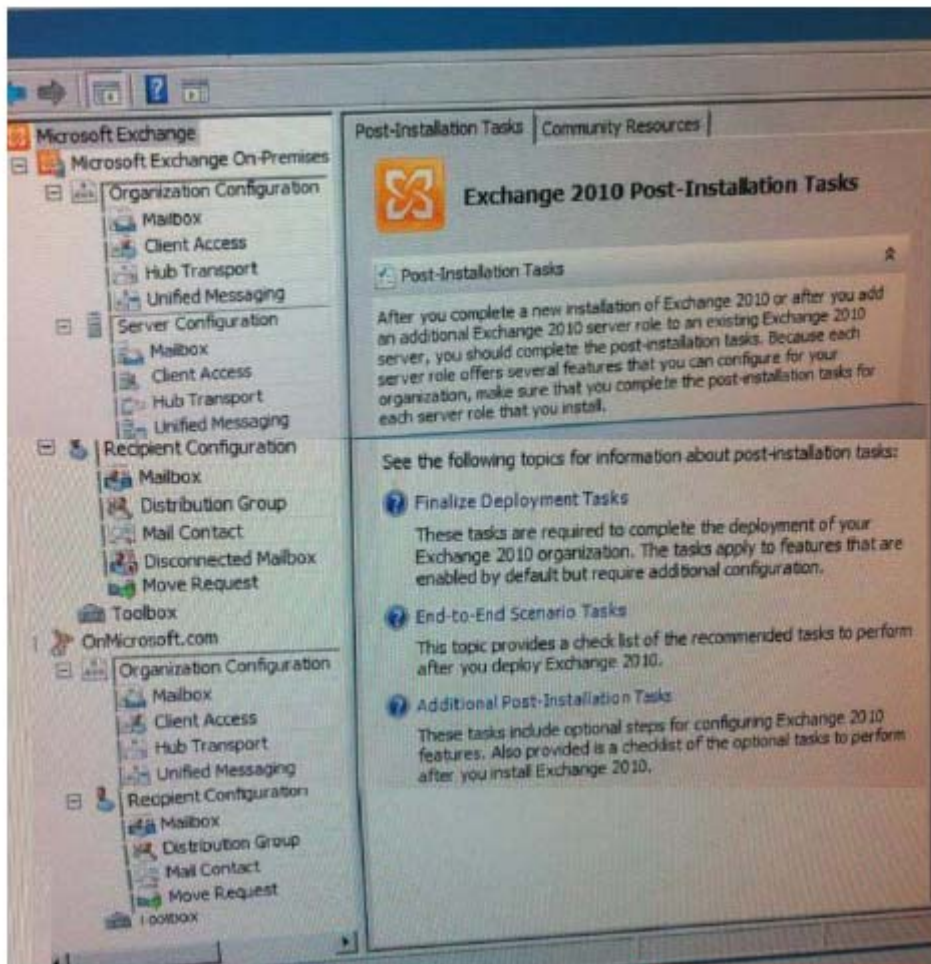 Microsoft Exchange
Microsoft Exchange On-Premises
Organization Configuration
Mailbox
Client Access
Hub Transport
Unified Messaging
Server Configuration
Mailbox
Client Access
Hub Transport
Unified Messaging
Recipient Configuration
Mailbox
Distribution Group
Mail Contact
Disconnected Mailbox
Move Request
Toolbox
OnMicrosoft.com
Organization Configuration
Mailbox
Client Access
Hub Transport
Unified Messaging
Recipient Configuration
Mailbox
Distribution Group
Mail Contact
Move Request
Toolbox
Post-Installation Tasks
Community Resources
Exchange 2010 Post-Installation Tasks
Post-Installation Tasks
After you complete a new installation of Exchange 2010 or after you add
an additional Exchange 2010 server role to an existing Exchange 2010
server, you should complete the post-installation tasks. Because each
server role offers several features that you can configure for your
organization, make sure that you complete the post-installation tasks for
each server role that you install.
See the following topics for information about post-installation tasks:
Finalize Deployment Tasks
These tasks are required to complete the deployment of your
Exchange 2010 organization. The tasks apply to features that are
enabled by default but require additional configuration.
End-to-End Scenario Tasks
This topic provides a check list of the recommended tasks to perform
after you deploy Exchange 2010.
Additional Post-Installation Tasks
These tasks include optional steps for configuring Exchange 2010
features. Also provided is a checklist of the optional tasks to perform
after you install Exchange 2010.